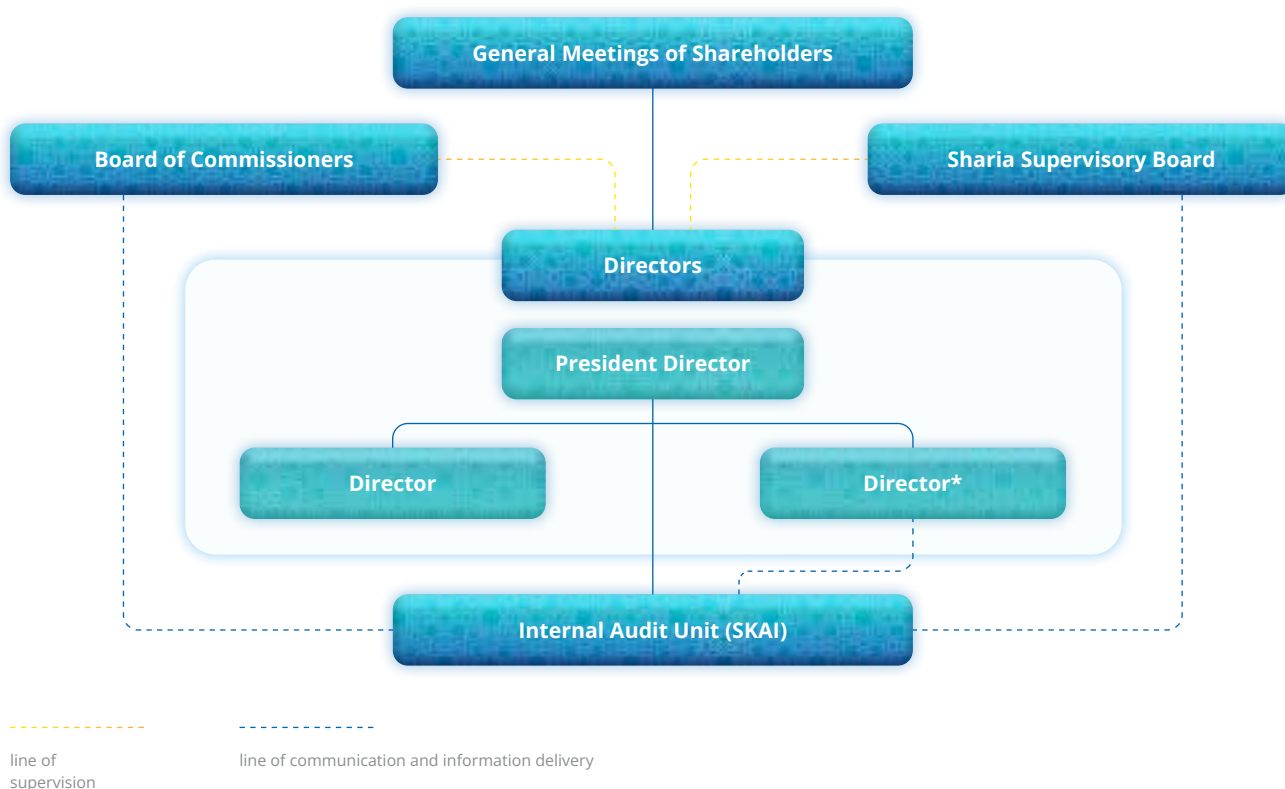 General Meetings of Shareholders
Board of Commissioners
Sharia Supervisory Board
Directors
President Director
Director
Director*
Internal Audit Unit (SKAI)
line of
supervision
line of communication and information delivery